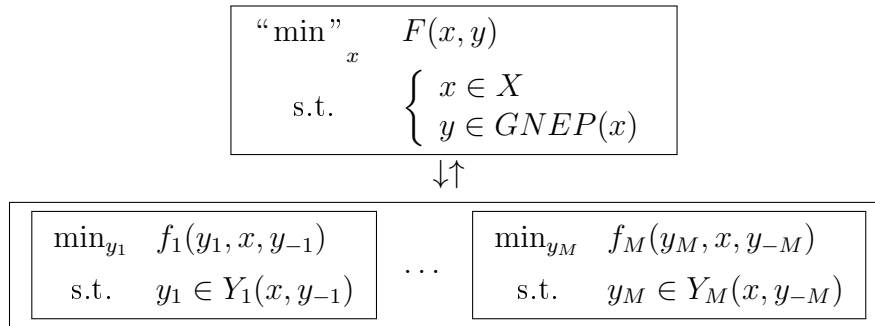 “min”ₓ F(x, y)
s.t. { x ∈ X
y ∈ GNEP(x)
↓↑
min_{y_1} f_1(y_1, x, y_{-1}) ... min_{y_M} f_M(y_M, x, y_{-M})
s.t. y_1 ∈ Y_1(x, y_{-1}) s.t. y_M ∈ Y_M(x, y_{-M})